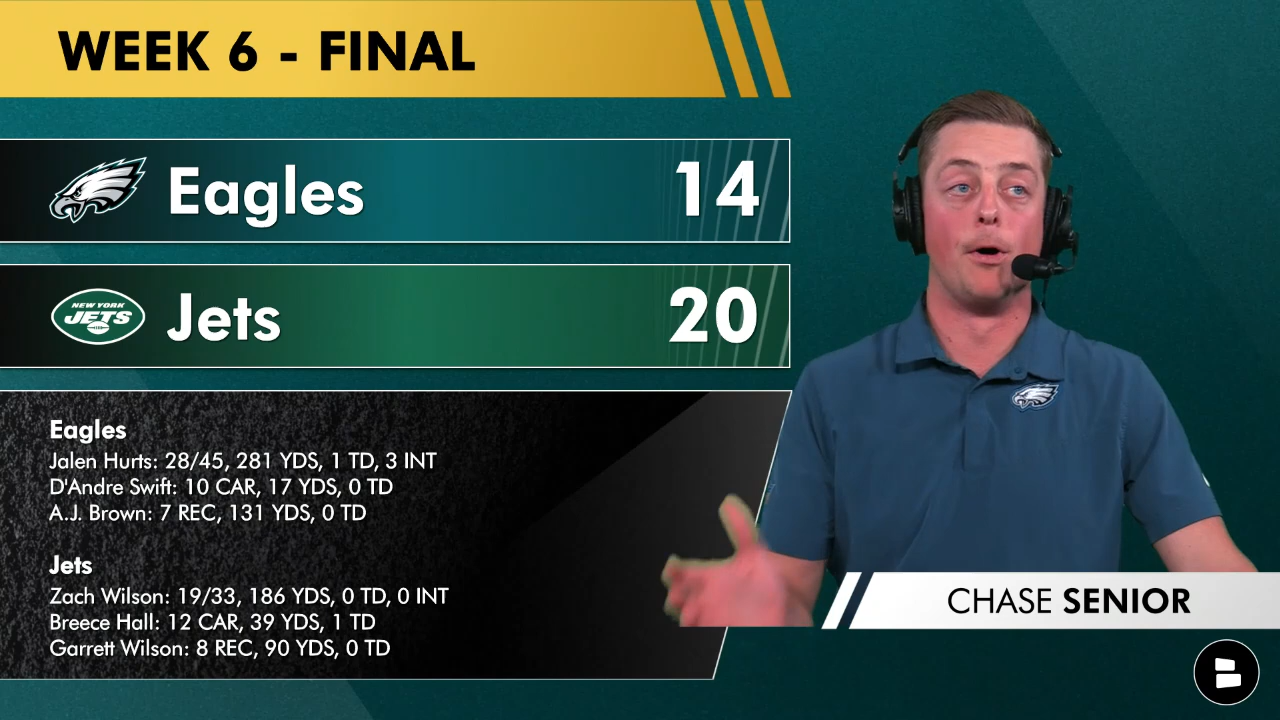 WEEK 6 - FINAL
Eagles 14
NEW YORK
JETS
Jets 20
Eagles
Jalen Hurts: 28/45, 281 YDS, 1 TD, 3 INT
D'Andre Swift: 10 CAR, 17 YDS, 0 TD
A.J. Brown: 7 REC, 131 YDS, 0 TD
Jets
Zach Wilson: 19/33, 186 YDS, 0 TD, 0 INT
Breece Hall: 12 CAR, 39 YDS, 1 TD
Garrett Wilson: 8 REC, 90 YDS, 0 TD
CHASE SENIOR